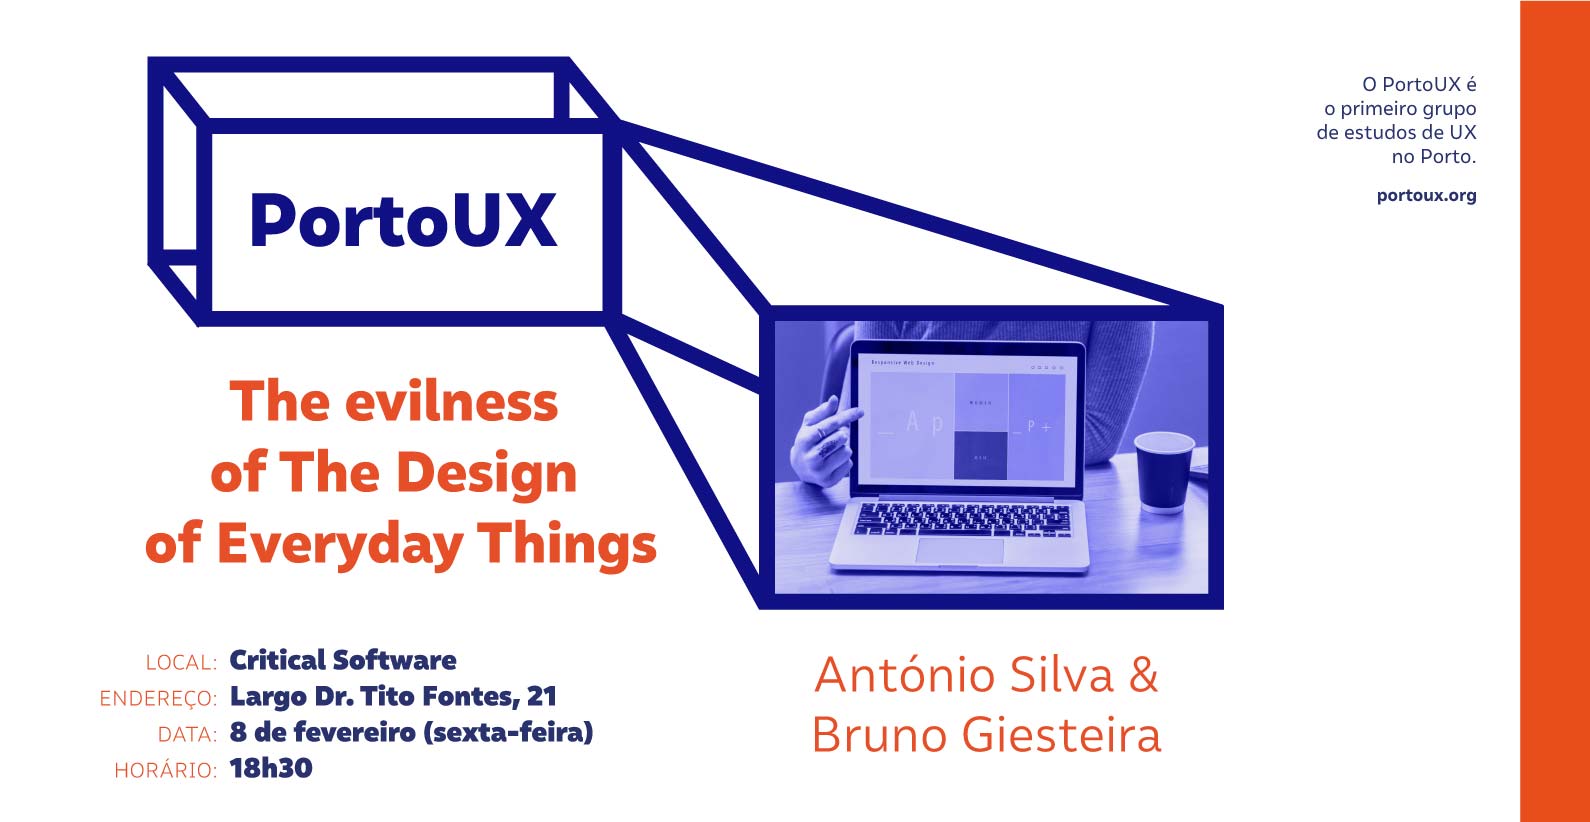 PortoUX
O PortoUX é
o primeiro grupo
de estudos de UX
no Porto.
portoux.org
The evilness
of The Design
of Everyday Things
Responsive Web Design
_ A p
WOMEN
_ P +
LOCAL: Critical Software
ENDEREÇO: Largo Dr. Tito Fontes, 21
DATA: 8 de fevereiro (sexta-feira)
HORÁRIO: 18h30
António Silva &
Bruno Giesteira